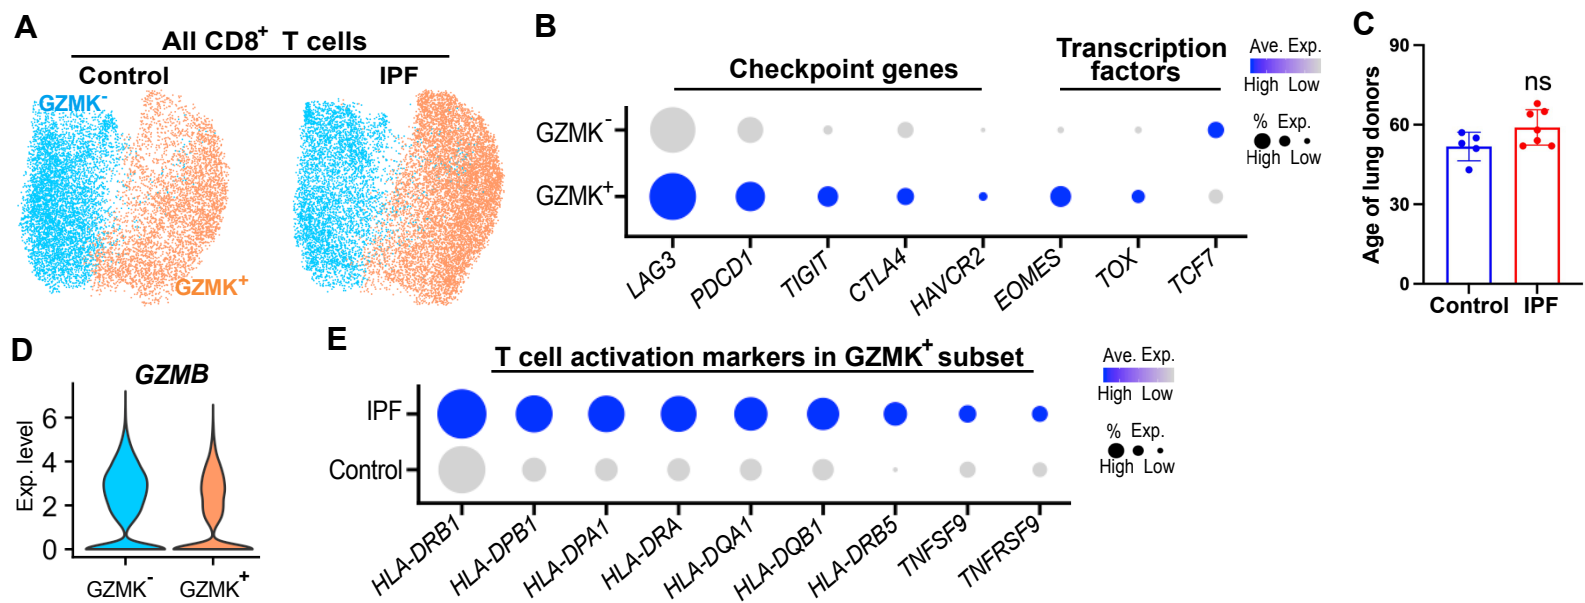 A
All CD8+ T cells
Control
IPF
GZMK-
GZMK+
B
Checkpoint genes
Transcription
factors
Ave. Exp.
High Low
% Exp.
High Low
GZMK-
GZMK+
LAG3
PDCD1
TIGIT
CTLA4
HAVCR2
EOMES
TOX
TCF7
C
Age of lung donors
90
60
30
0
ns
Control IPF
D
GZMB
Exp. level
6
4
2
0
GZMK-
GZMK+
E
T cell activation markers in GZMK+ subset
IPF
Control
HLA-DRB1
HLA-DPB1
HLA-DPA1
HLA-DRA
HLA-DQA1
HLA-DQB1
HLA-DRB5
TNFSF9
TNFRSF9
Ave. Exp.
High Low
% Exp.
High Low